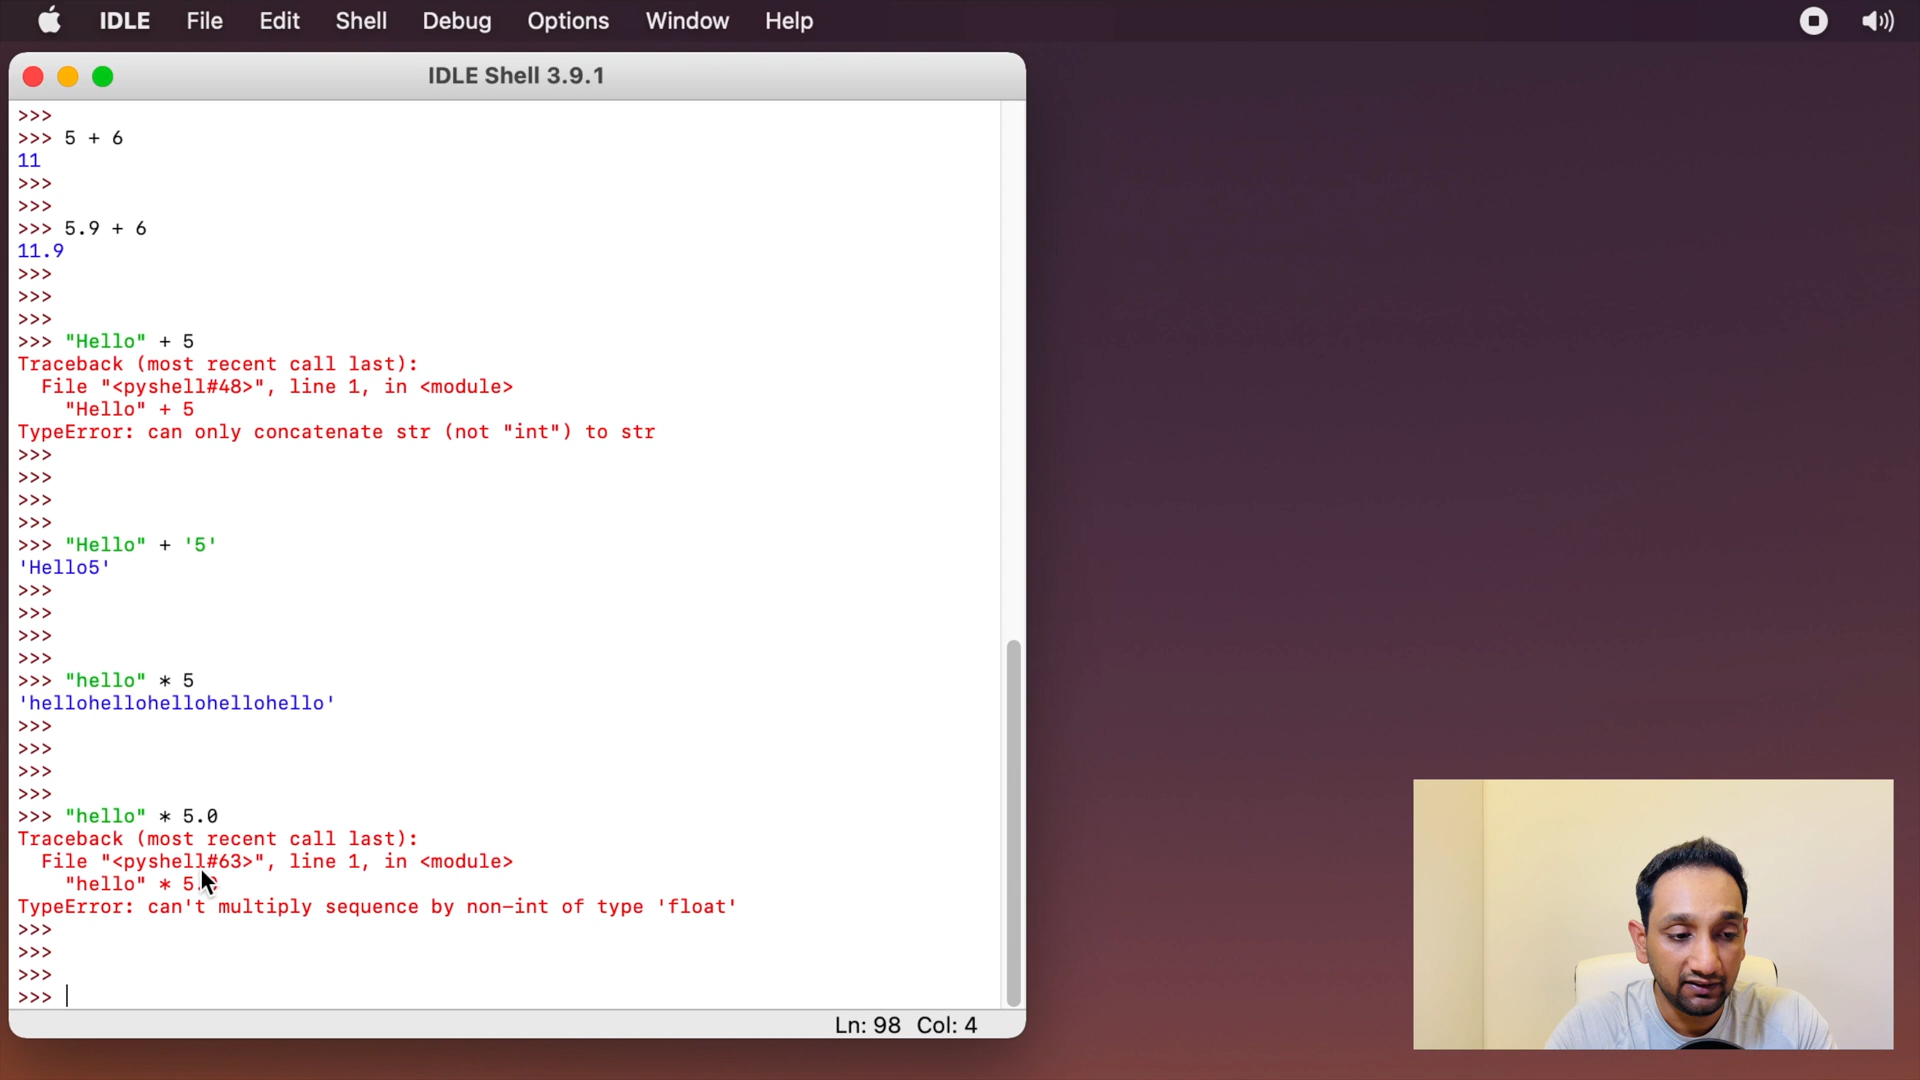 IDLE File Edit Shell Debug Options Window Help
IDLE Shell 3.9.1
>>>
>>> 5 + 6
11
>>>
>>>
>>> 5.9 + 6
11.9
>>>
>>>
>>>
>>> "Hello" + 5
Traceback (most recent call last):
  File "<pyshell#48>", line 1, in <module>
    "Hello" + 5
TypeError: can only concatenate str (not "int") to str
>>>
>>>
>>>
>>>
>>> "Hello" + '5'
'Hello5'
>>>
>>>
>>>
>>>
>>> "hello" * 5
'hellohellohellohellohello'
>>>
>>>
>>>
>>>
>>> "hello" * 5.0
Traceback (most recent call last):
  File "<pyshell#63>", line 1, in <module>
    "hello" * 5.0
TypeError: can't multiply sequence by non-int of type 'float'
>>>
>>>
>>>
>>>
Ln: 98 Col: 4